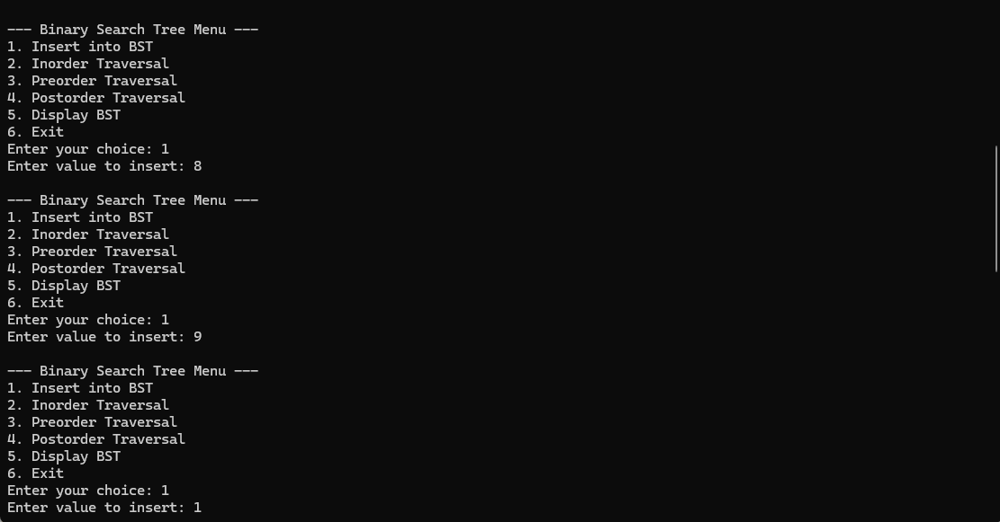 --- Binary Search Tree Menu ---
1. Insert into BST
2. Inorder Traversal
3. Preorder Traversal
4. Postorder Traversal
5. Display BST
6. Exit
Enter your choice: 1
Enter value to insert: 8
--- Binary Search Tree Menu ---
1. Insert into BST
2. Inorder Traversal
3. Preorder Traversal
4. Postorder Traversal
5. Display BST
6. Exit
Enter your choice: 1
Enter value to insert: 9
--- Binary Search Tree Menu ---
1. Insert into BST
2. Inorder Traversal
3. Preorder Traversal
4. Postorder Traversal
5. Display BST
6. Exit
Enter your choice: 1
Enter value to insert: 1